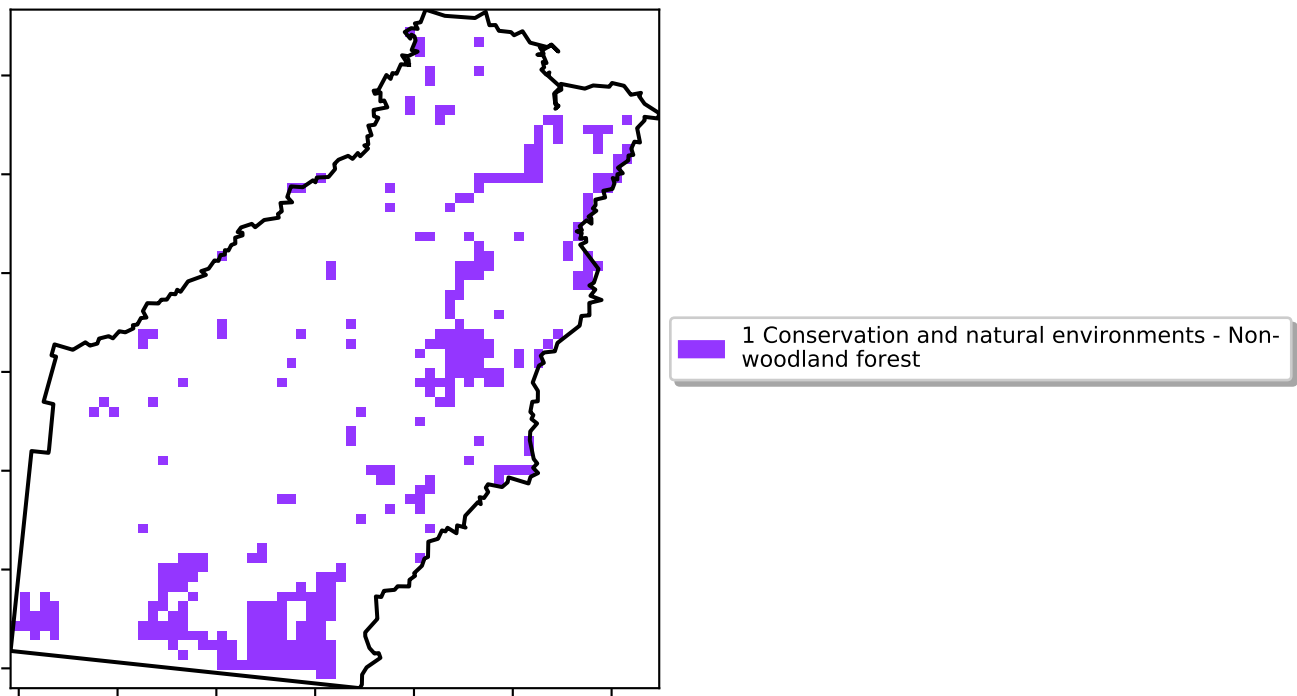 1 Conservation and natural environments - Non-
woodland forest